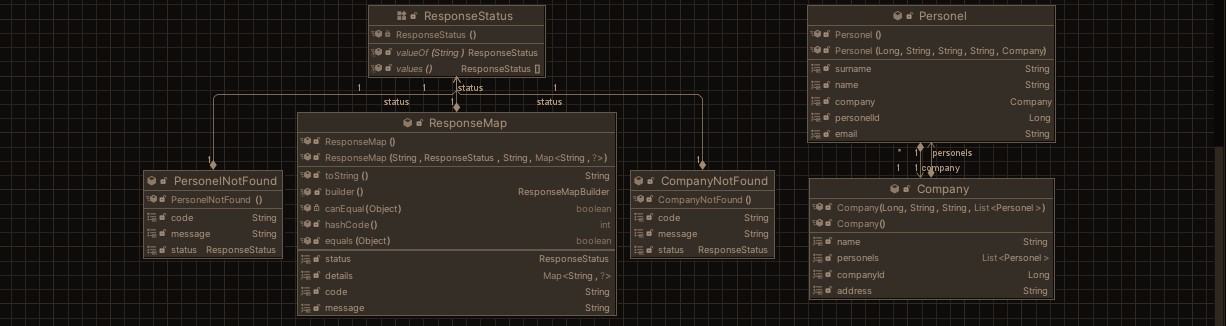 ResponseStatus
ResponseStatus ()
valueOf (String) ResponseStatus
values () ResponseStatus []
1 1 status 1
status 1 status
ResponseMap
ResponseMap ()
ResponseMap (String, ResponseStatus, String, Map<String, ?>)
toString () String
builder() ResponseMapBuilder
canEqual(Object) boolean
hashCode() int
equals (Object) boolean
status ResponseStatus
details Map<String, ?>
code String
message String
1
PersonelNotFound
PersonelNotFound ()
code String
message String
status ResponseStatus
1
CompanyNotFound
CompanyNotFound ()
code String
message String
status ResponseStatus
Personel
Personel ()
Personel (Long, String, String, String, Company)
surname String
name String
company Company
personelId Long
email String
* 1 personels
1 1 company
Company
Company(Long, String, String, List<Personel>)
Company()
name String
personels List<Personel>
companyId Long
address String